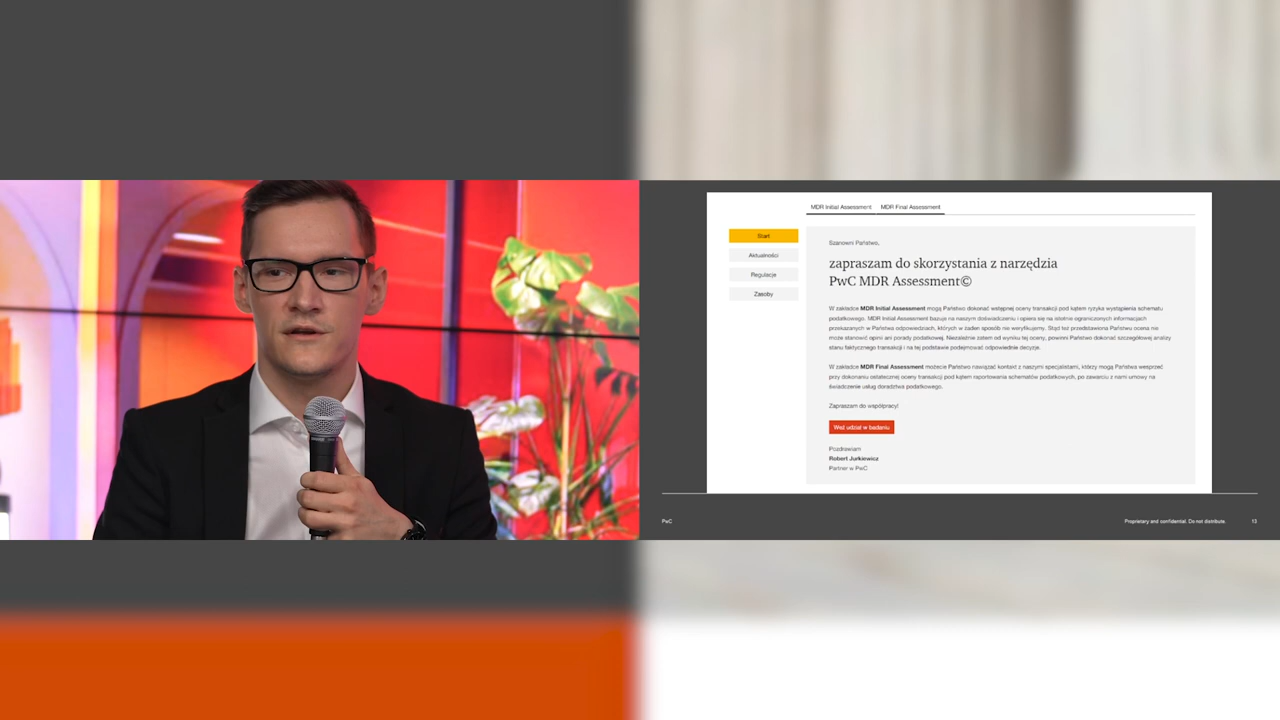 MDR Initial Assessment MDR Final Assessment
Start
Aktualności
Regulacje
Zasoby
Szanowni Państwo,
zapraszam do skorzystania z narzędzia
PwC MDR Assessment©
W zakładce MDR Initial Assessment mogą Państwo dokonać wstępnej oceny transakcji pod kątem ryzyka wystąpienia schematu
podatkowego. MDR Initial Assessment bazuje na naszym doświadczeniu i opiera się na istotnie ograniczonych informacjach
przekazanych w Państwa odpowiedziach, których w żaden sposób nie weryfikujemy. Stąd też przedstawiona Państwu ocena nie
może stanowić opinii ani porady podatkowej. Niezależnie zatem od wyniku tej oceny, powinni Państwo dokonać szczegółowej analizy
stanu faktycznego transakcji i na tej podstawie podejmować odpowiednie decyzje.
W zakładce MDR Final Assessment możecie Państwo nawiązać kontakt z naszymi specjalistami, którzy mogą Państwa wesprzeć
przy dokonaniu ostatecznej oceny transakcji pod kątem raportowania schematów podatkowych, po zawarciu z nami umowy na
świadczenie usług doradztwa podatkowego.
Zapraszam do współpracy!
Weź udział w badaniu
Pozdrawiam
Robert Jurkiewicz
Partner w PwC
PwC
Proprietary and confidential. Do not distribute.
13